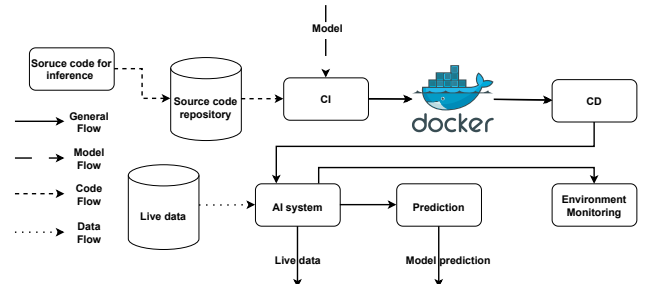 Model
Soruce code for
inference
Source code
repository
CI
docker
CD
General
Flow
Model
Flow
Code
Flow
Data
Flow
Live data
AI system
Prediction
Environment
Monitoring
Live data
Model prediction